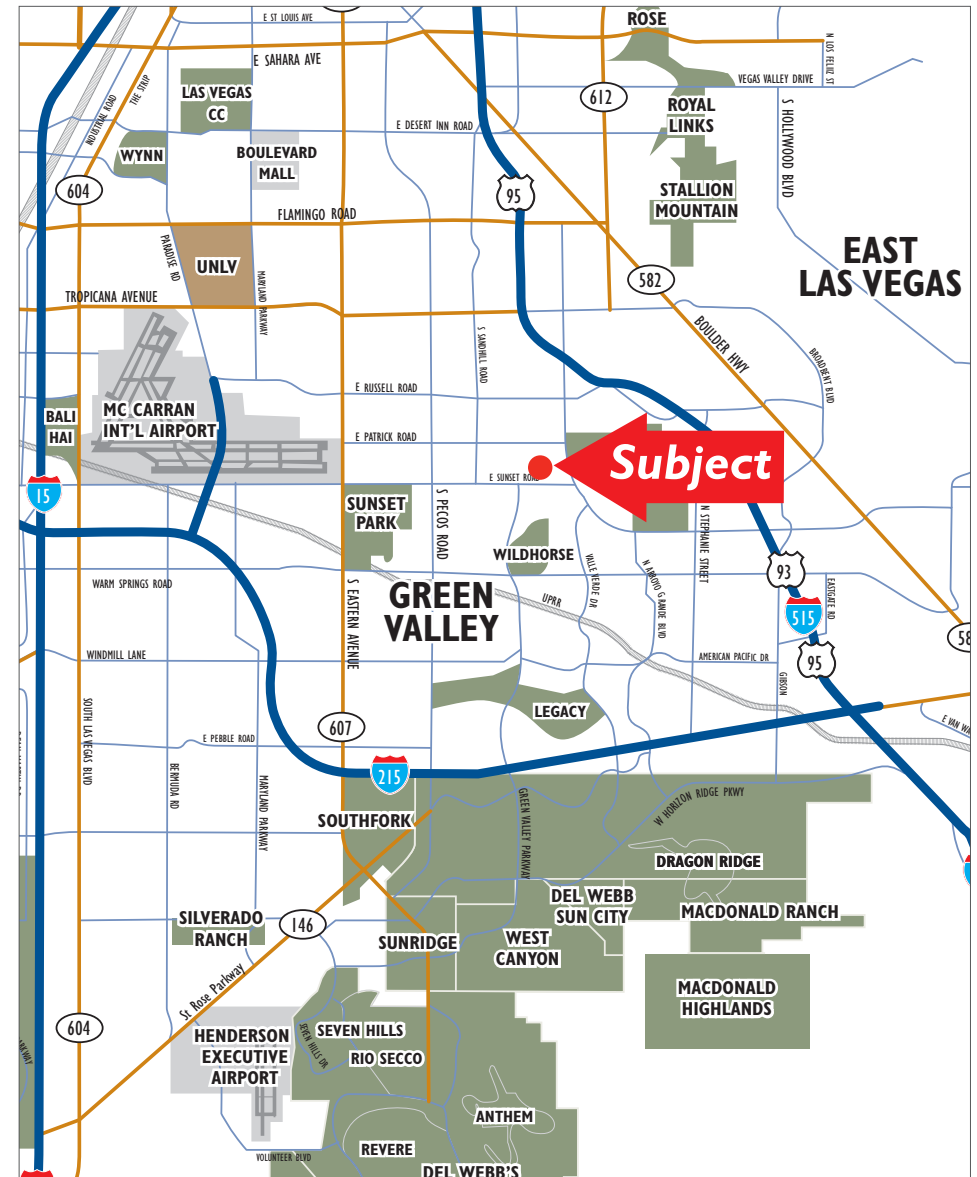 E ST LOUIS AVE
ROSE
N LOS FELIZ ST
E SAHARA AVE
THE STRIP
INDUSTRIAL ROAD
VEGAS VALLEY DRIVE
LAS VEGAS
CC
612
ROYAL
LINKS
S HOLLYWOOD BLVD
E DESERT INN ROAD
WYNN
BOULEVARD
MALL
604
95
STALLION
MOUNTAIN
FLAMINGO ROAD
PARADISE RD
UNLV
MARYLAND
PARKWAY
EAST
LAS VEGAS
582
TROPICANA AVENUE
BOULDER HWY
S SANDHILL ROAD
BROADBENT BLVD
E RUSSELL ROAD
BALI
HAI
MC CARRAN
INT'L AIRPORT
E PATRICK ROAD
Subject
E SUNSET ROAD
15
SUNSET
PARK
S PECOS ROAD
N STEPHANIE STREET
WILDHORSE
VALLE VERDE DR
N ARROYO GRANDE BLVD
93
WARM SPRINGS ROAD
S EASTERN AVENUE
GREEN
VALLEY
UPRR
515
EASTGATE RD
WINDMILL LANE
AMERICAN PACIFIC DR
95
GIBSON
58
LEGACY
SOUTH LAS VEGAS BLVD
607
E PEBBLE ROAD
E VAN WA
BERMUDA RD
MARYLAND PARKWAY
215
GREEN VALLEY PARKWAY
W HORIZON RIDGE PKWY
SOUTHFORK
DRAGON RIDGE
DEL WEBB
SUN CITY
MACDONALD RANCH
SILVERADO
RANCH
146
SUNRIDGE
WEST
CANYON
St Rose Parkway
MACDONALD
HIGHLANDS
604
HENDERSON
EXECUTIVE
AIRPORT
SEVEN HILLS DR
SEVEN HILLS
RIO SECCO
ANTHEM
REVERE
VOLUNTEER BLVD
DEL WEBB'S